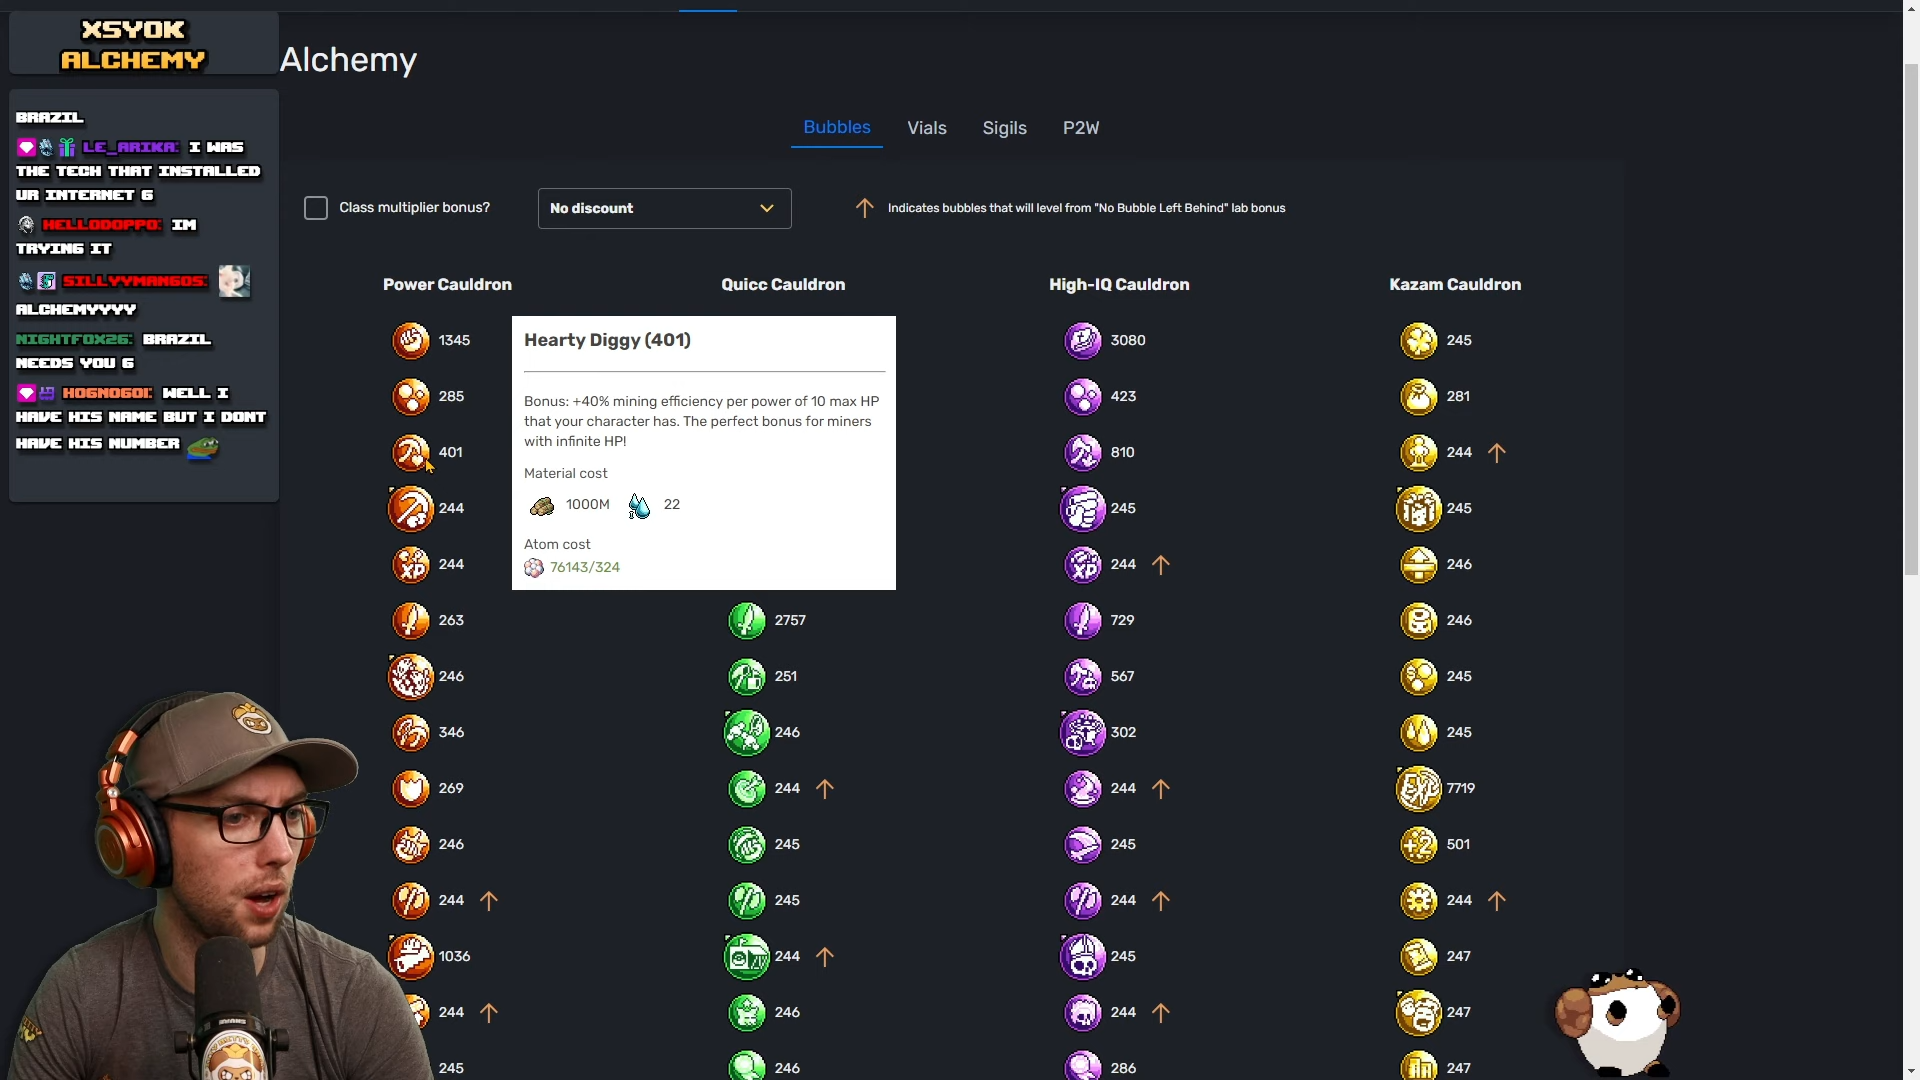 XSYOK
ALCHEMY
Alchemy
BRAZIL
LE_ARIKA: I WAS
THE TECH THAT INSTALLED
UR INTERNET 6
HELLODOPPO: IM
TRYING IT
SILLYYMANGOS:
ALCHEMYYYY
NIGHTFOX26: BRAZIL
NEEDS YOU 6
HOGNOGOI: WELL I
HAVE HIS NAME BUT I DONT
HAVE HIS NUMBER
Bubbles Vials Sigils P2W
Class multiplier bonus? No discount Indicates bubbles that will level from "No Bubble Left Behind" lab bonus
Power Cauldron Quicc Cauldron High-IQ Cauldron Kazam Cauldron
1345 3080 245
285 423 281
401 810 244
244 245 245
244 244 246
Hearty Diggy (401)
Bonus: +40% mining efficiency per power of 10 max HP
that your character has. The perfect bonus for miners
with infinite HP!
Material cost
1000M 22
Atom cost
76143/324
263 2757 729 246
246 251 567 245
346 246 302 245
269 244 244 7719
246 245 245 501
244 245 244 244
1036 244 245 247
244 246 244 247
245 246 286 247